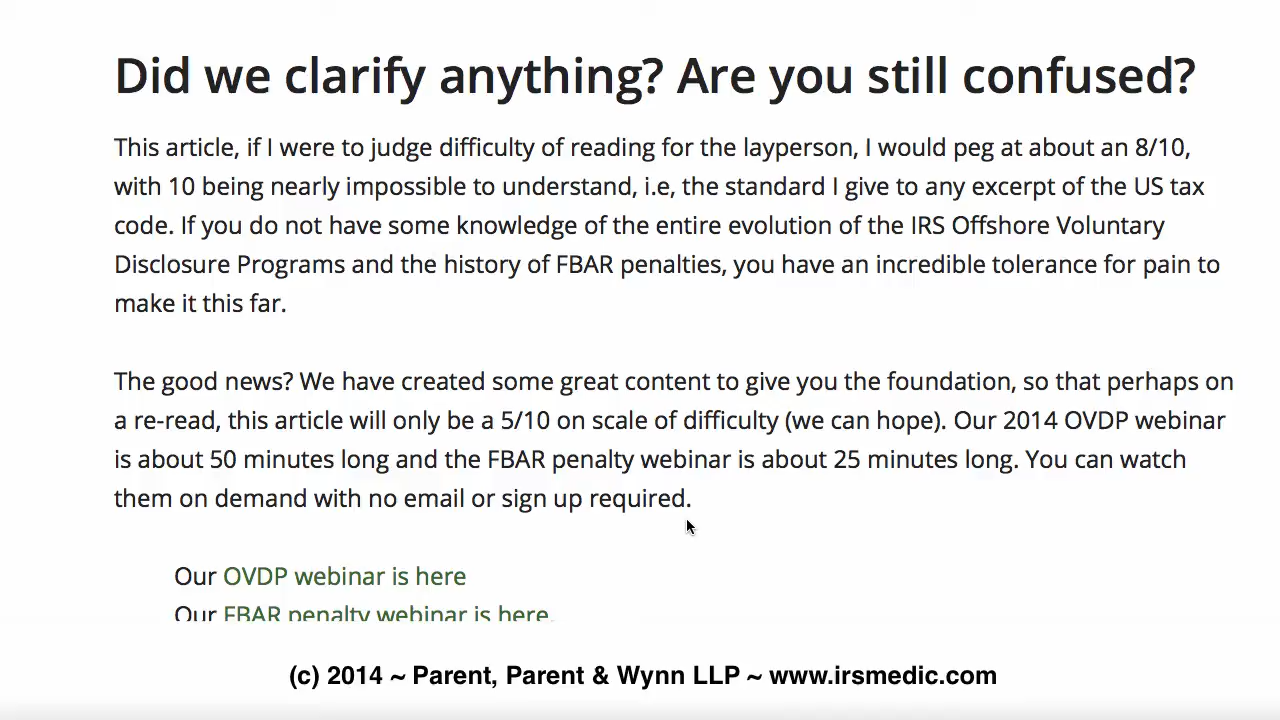 Did we clarify anything? Are you still confused?
This article, if I were to judge difficulty of reading for the layperson, I would peg at about an 8/10,
with 10 being nearly impossible to understand, i.e, the standard I give to any excerpt of the US tax
code. If you do not have some knowledge of the entire evolution of the IRS Offshore Voluntary
Disclosure Programs and the history of FBAR penalties, you have an incredible tolerance for pain to
make it this far.
The good news? We have created some great content to give you the foundation, so that perhaps on
a re-read, this article will only be a 5/10 on scale of difficulty (we can hope). Our 2014 OVDP webinar
is about 50 minutes long and the FBAR penalty webinar is about 25 minutes long. You can watch
them on demand with no email or sign up required.
Our OVDP webinar is here
Our FBAR penalty webinar is here.
(c) 2014 ~ Parent, Parent & Wynn LLP ~ www.irsmedic.com